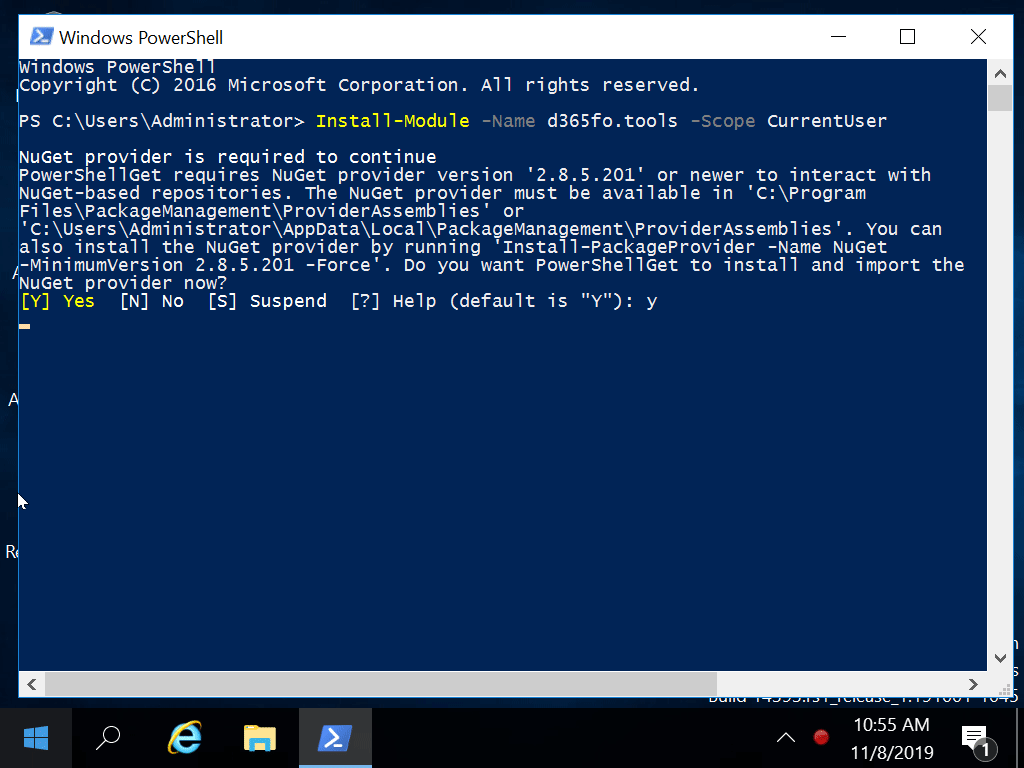 Windows PowerShell
Windows PowerShell
Copyright (C) 2016 Microsoft Corporation. All rights reserved.
PS C:\Users\Administrator> Install-Module -Name d365fo.tools -Scope CurrentUser
NuGet provider is required to continue
PowerShellGet requires NuGet provider version '2.8.5.201' or newer to interact with
NuGet-based repositories. The NuGet provider must be available in 'C:\Program
Files\PackageManagement\ProviderAssemblies' or
'C:\Users\Administrator\AppData\Local\PackageManagement\ProviderAssemblies'. You can
also install the NuGet provider by running 'Install-PackageProvider -Name NuGet
-MinimumVersion 2.8.5.201 -Force'. Do you want PowerShellGet to install and import the
NuGet provider now?
[Y] Yes  [N] No  [S] Suspend  [?] Help (default is "Y"): y
10:55 AM
11/8/2019
1